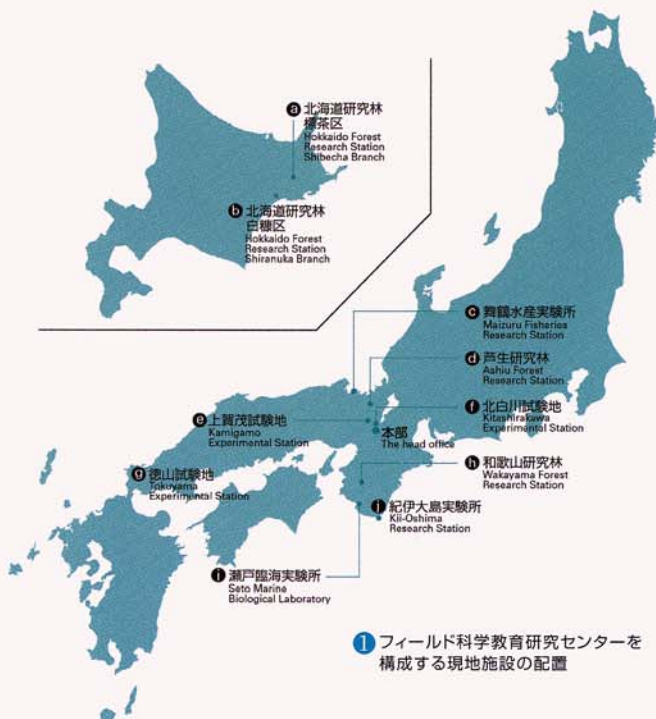 a 北海道研究林
標茶区
Hokkaido Forest
Research Station
Shibecha Branch
b 北海道研究林
白糠区
Hokkaido Forest
Research Station
Shiranuka Branch
c 舞鶴水産実験所
Maizuru Fisheries
Research Station
d 芦生研究林
Ashiu Forest
Research Station
e 上賀茂試験地
Kamigamo
Experimental Station
f 北白川試験地
Kitashirakawa
Experimental Station
本部
The head office
g 徳山試験地
Tokuyama
Experimental Station
h 和歌山研究林
Wakayama Forest
Research Station
j 紀伊大島実験所
Kii-Oshima
Research Station
i 瀬戸臨海実験所
Seto Marine
Biological Laboratory
1 フィールド科学教育研究センターを
構成する現地施設の配置